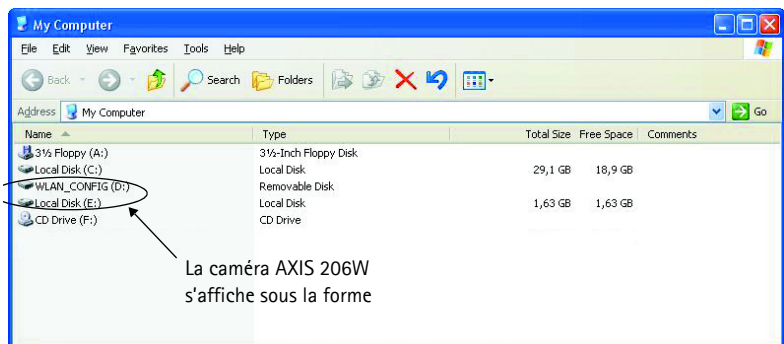 My Computer
File Edit View Favorites Tools Help
Back Search Folders
Address My Computer Go
Name Type Total Size Free Space Comments
3½ Floppy (A:) 3½-Inch Floppy Disk
Local Disk (C:) Local Disk 29,1 GB 18,9 GB
WLAN_CONFIG (D:) Removable Disk
Local Disk (E:) Local Disk 1,63 GB 1,63 GB
CD Drive (F:) CD Drive
La caméra AXIS 206W
s'affiche sous la forme